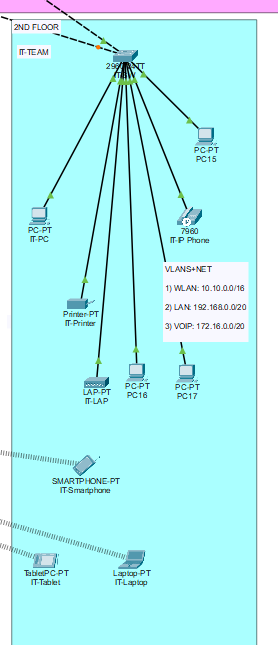 2ND FLOOR
IT-TEAM
PC-PT
PC15
PC-PT
IT-PC
7960
IT-IP Phone
VLANS+NET
1) WLAN: 10.10.0.0/16
2) LAN: 192.168.0.0/20
3) VOIP: 172.16.0.0/20
Printer-PT
IT-Printer
LAP-PT
IT-LAP
PC-PT
PC16
PC-PT
PC17
SMARTPHONE-PT
IT-Smartphone
TabletPC-PT
IT-Tablet
Laptop-PT
IT-Laptop